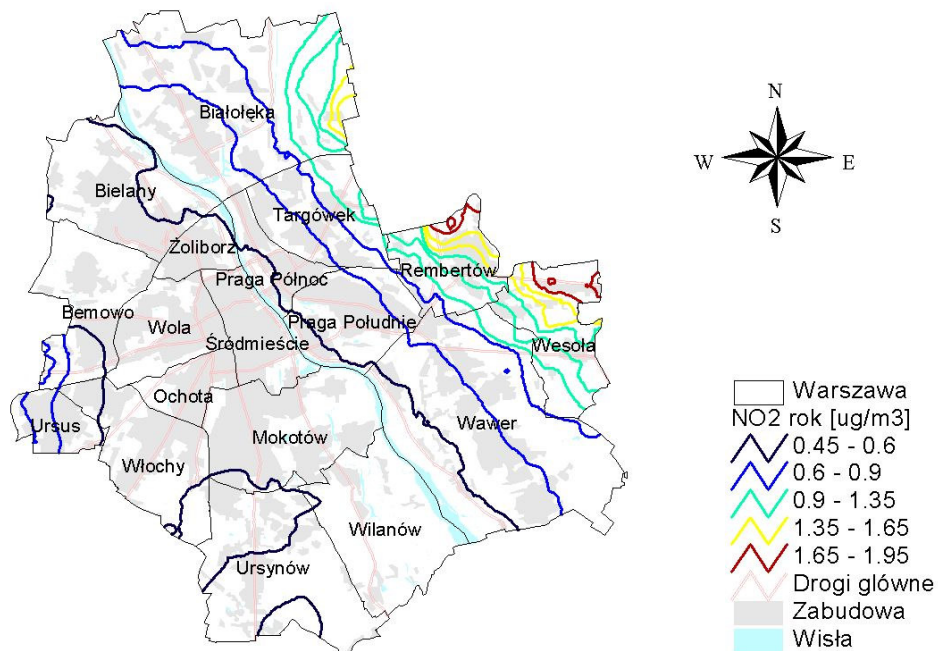 Białołęka
Bielany
Targówek
Żoliborz
Praga Północ
Rembertów
Bemowo
Wola
Praga Południe
Śródmieście
Wesoła
Ochota
Ursus
Mokotów
Wawer
Włochy
Wilanów
Ursynów
N
W
E
S
Warszawa
NO2 rok [ug/m3]
0.45 - 0.6
0.6 - 0.9
0.9 - 1.35
1.35 - 1.65
1.65 - 1.95
Drogi glówne
Zabudowa
Wisła